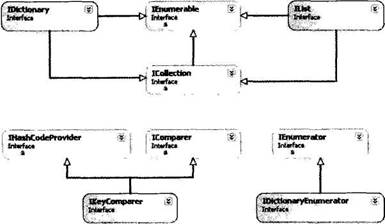 IDictionary
Interface
IEnumerable
Interface
IList
Interface
ICollection
Interface
IHashCodeProvider
Interface
IComparer
Interface
IEnumerator
Interface
IKeyComparer
Interface
IDictionaryEnumerator
Interface